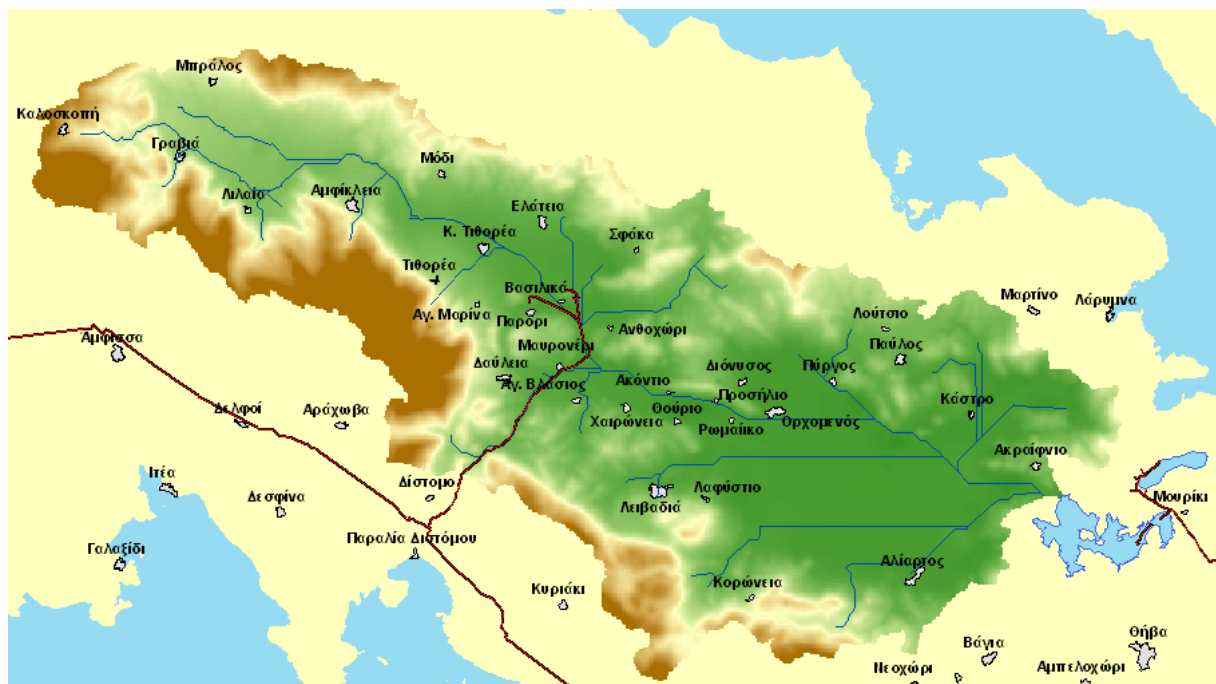 Μπράλος
Καλοσκοπή
Γραβιά
Μόδι
Λιλαία
Αμφίκλεια
Ελάτεια
Κ. Τιθορέα
Σφάκα
Τιθορέα
Βασιλικά
Αγ. Μαρίνα
Παρόρι
Ανθοχώρι
Μαρτίνο
Λάρυμνα
Λούτσιο
Άμφισσα
Μαυρονέρι
Παύλος
Δαύλεια
Διόνυσος
Πύργος
Αγ. Βλάσιος
Ακόντιο
Προσήλιο
Κάστρο
Δελφοί
Αράχωβα
Χαιρώνεια
Θούριο
Ρωμαίικο
Ορχομενός
Ακραίφνιο
Ιτέα
Δεσφίνα
Δίστομο
Λειβαδιά
Λαφύστιο
Μουρίκι
Γαλαξίδι
Παραλία Διστόμου
Κυριάκι
Κορώνεια
Αλίαρτος
Βάγια
Θήβα
Νεοχώρι
Αμπελοχώρι